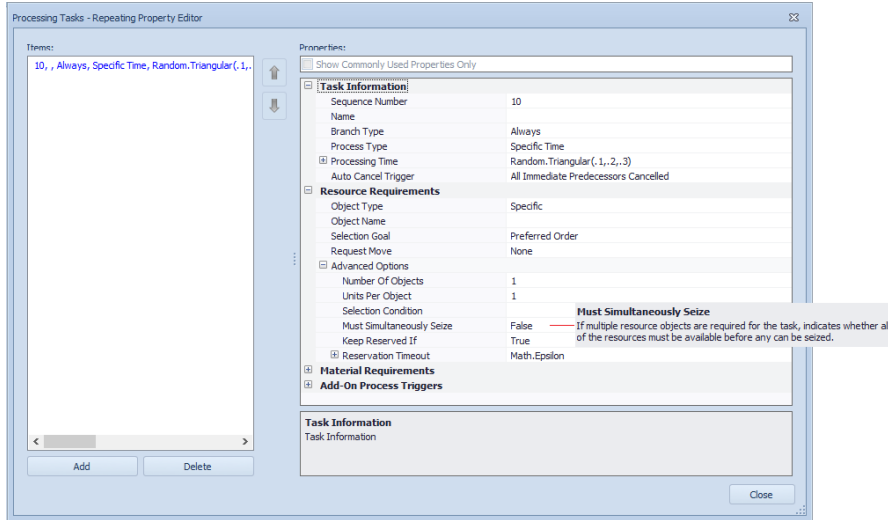 Processing Tasks - Repeating Property Editor
Items:
10, , Always, Specific Time, Random.Triangular(.1,.
Add
Delete
Properties:
Show Commonly Used Properties Only
Task Information
Sequence Number 10
Name
Branch Type Always
Process Type Specific Time
Processing Time Random.Triangular(.1,.2,.3)
Auto Cancel Trigger All Immediate Predecessors Cancelled
Resource Requirements
Object Type Specific
Object Name
Selection Goal Preferred Order
Request Move None
Advanced Options
Number Of Objects 1
Units Per Object 1
Selection Condition
Must Simultaneously Seize False
Keep Reserved If True
Reservation Timeout Math.Epsilon
Material Requirements
Add-On Process Triggers
Must Simultaneously Seize
If multiple resource objects are required for the task, indicates whether al
of the resources must be available before any can be seized.
Task Information
Task Information
Close